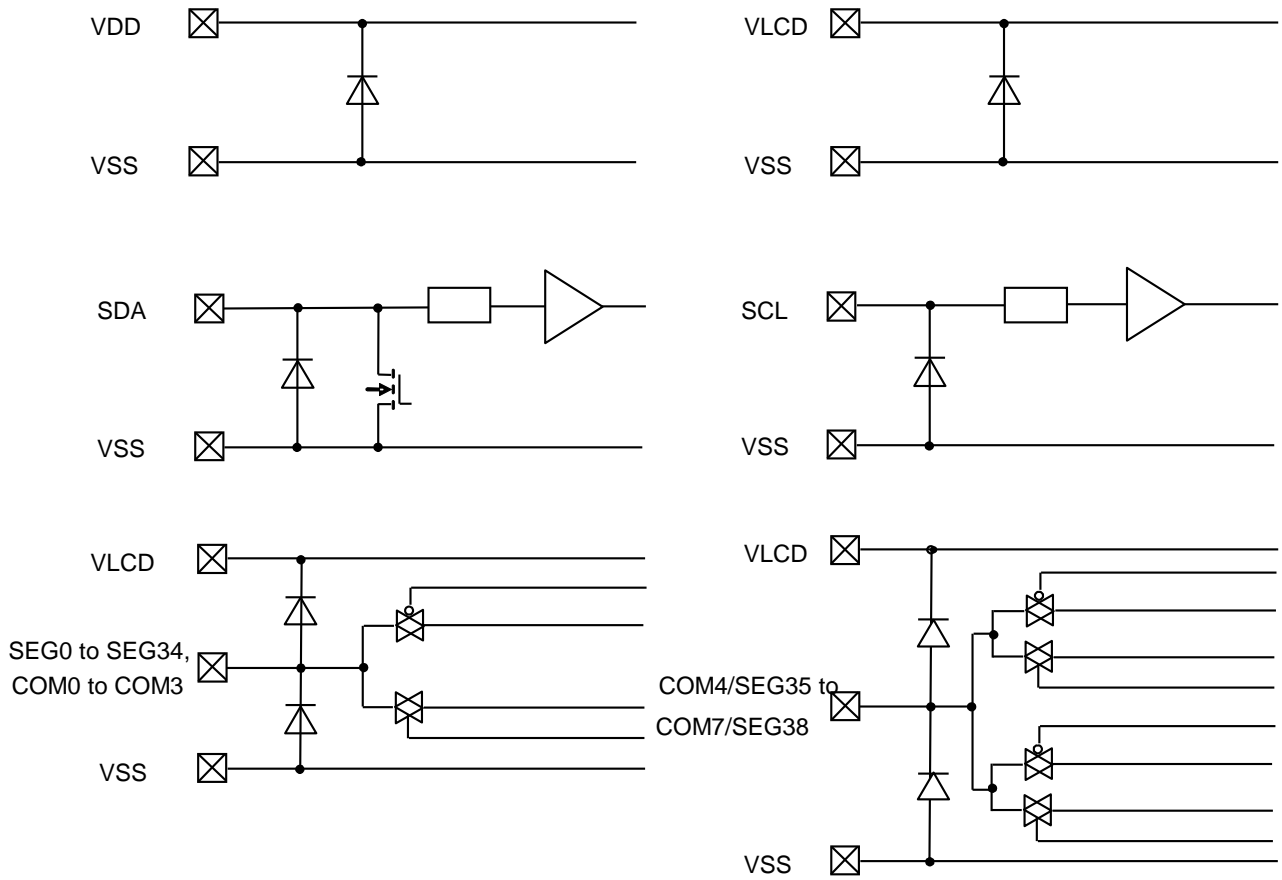 VDD
VSS
VLCD
VSS
SDA
VSS
SCL
VSS
VLCD
SEG0 to SEG34,
COM0 to COM3
VSS
VLCD
COM4/SEG35 to
COM7/SEG38
VSS